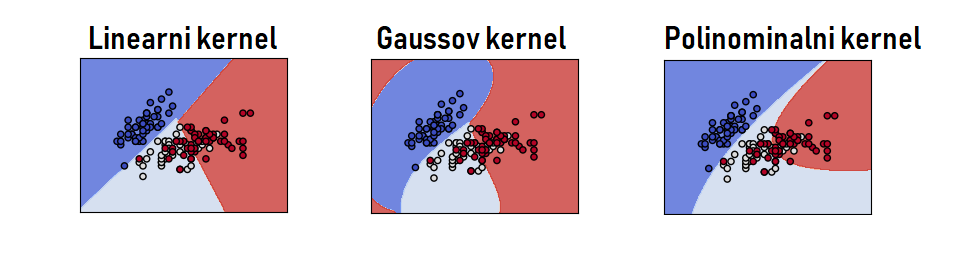 Linearni kernel
Gaussov kernel
Polinominalni kernel